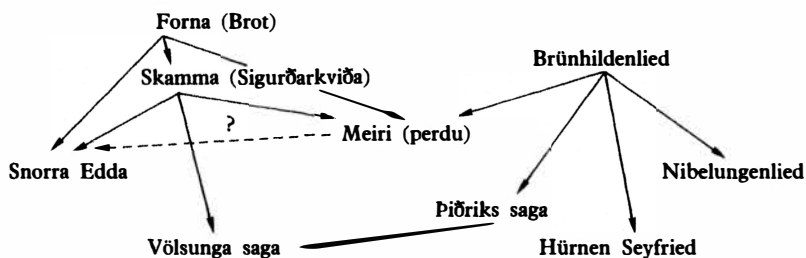 Forna (Brot)
Skamma (Sigurðarkviða)
Brünhildenlied
?
Meiri (perdu)
Snorra Edda
Nibelungenlied
Þiðriks saga
Völsunga saga
Hürnen Seyfried